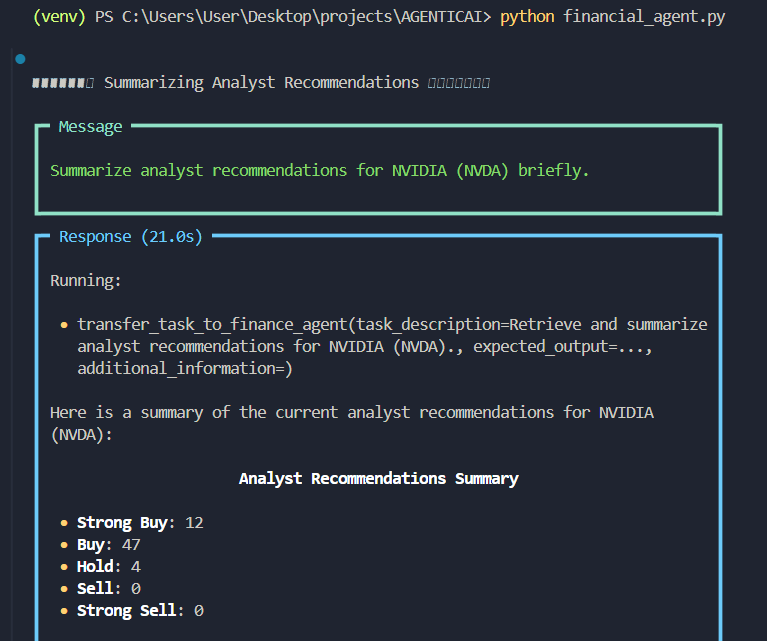 (venv) PS C:\Users\User\Desktop\projects\AGENTICAI> python financial_agent.py
Summarizing Analyst Recommendations
Message
Summarize analyst recommendations for NVIDIA (NVDA) briefly.
Response (21.0s)
Running:
• transfer_task_to_finance_agent(task_description=Retrieve and summarize
analyst recommendations for NVIDIA (NVDA)., expected_output=...,
additional_information=)
Here is a summary of the current analyst recommendations for NVIDIA
(NVDA):
Analyst Recommendations Summary
• Strong Buy: 12
• Buy: 47
• Hold: 4
• Sell: 0
• Strong Sell: 0